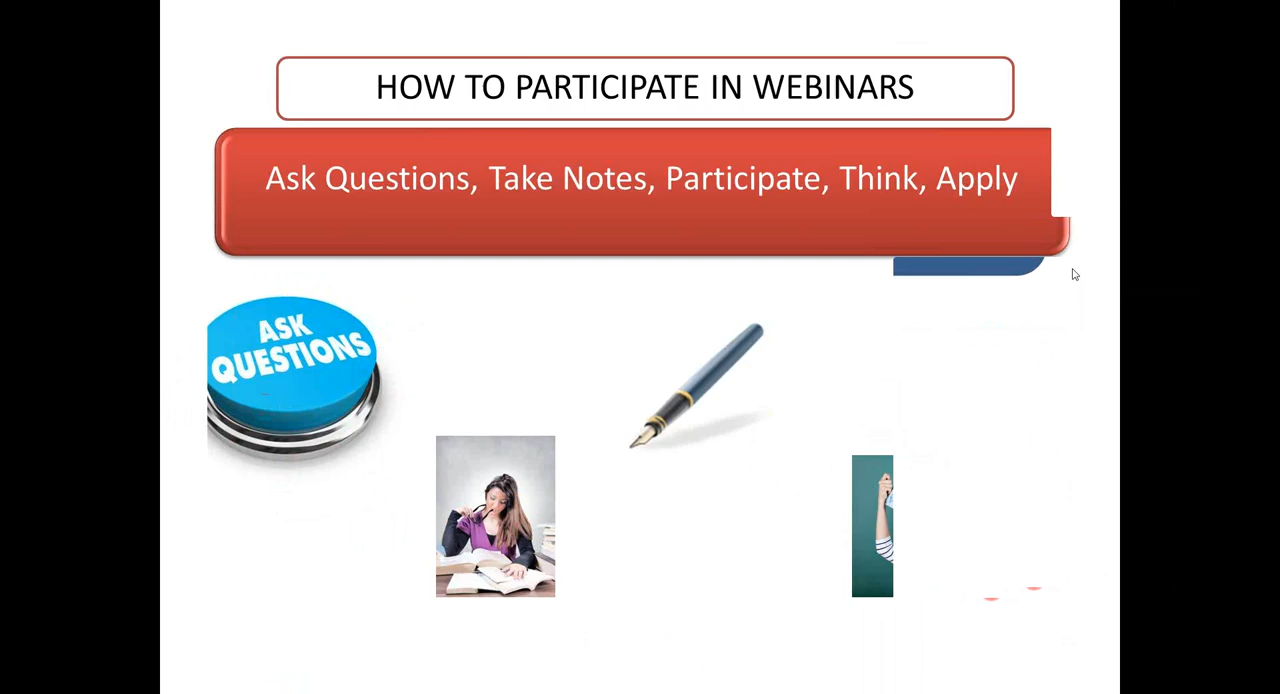 HOW TO PARTICIPATE IN WEBINARS
Ask Questions, Take Notes, Participate, Think, Apply
ASK
QUESTIONS